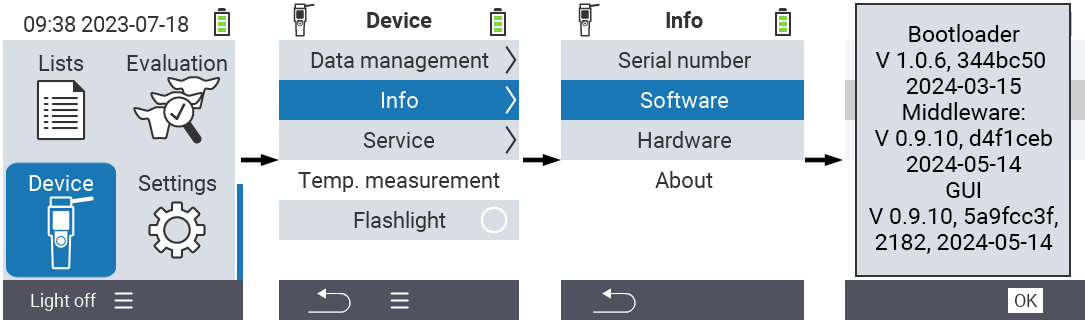 09:38 2023-07-18
Lists
Evaluation
Device
Settings
Light off
Device
Data management
Info
Service
Temp. measurement
Flashlight
Info
Serial number
Software
Hardware
About
Bootloader
V 1.0.6, 344bc50
2024-03-15
Middleware:
V 0.9.10, d4f1ceb
2024-05-14
GUI
V 0.9.10, 5a9fcc3f,
2182, 2024-05-14
OK